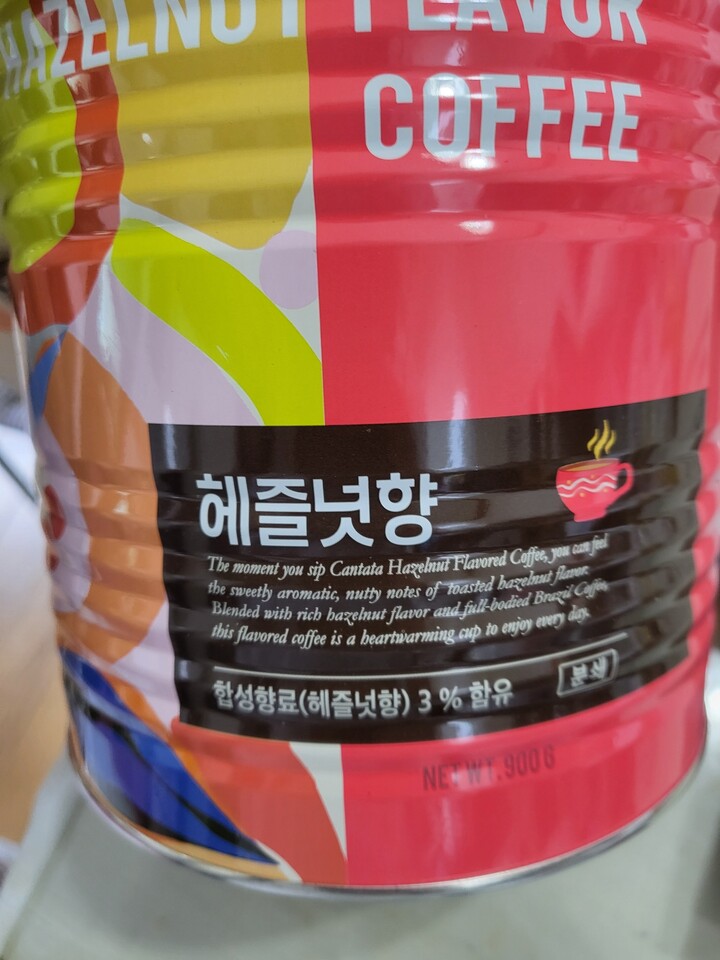 HAZELNUT FLAVOR
COFFEE
헤즐넛향
The moment you sip Cantata Hazelnut Flavored Coffee, you can feel
the sweetly aromatic, nutty notes of toasted hazelnut flavor.
Blended with rich hazelnut flavor and full-bodied Brazil Coffee,
this flavored coffee is a heartwarming cup to enjoy every day.
합성향료(헤즐넛향) 3 % 함유 분쇄
NET WT. 900 G